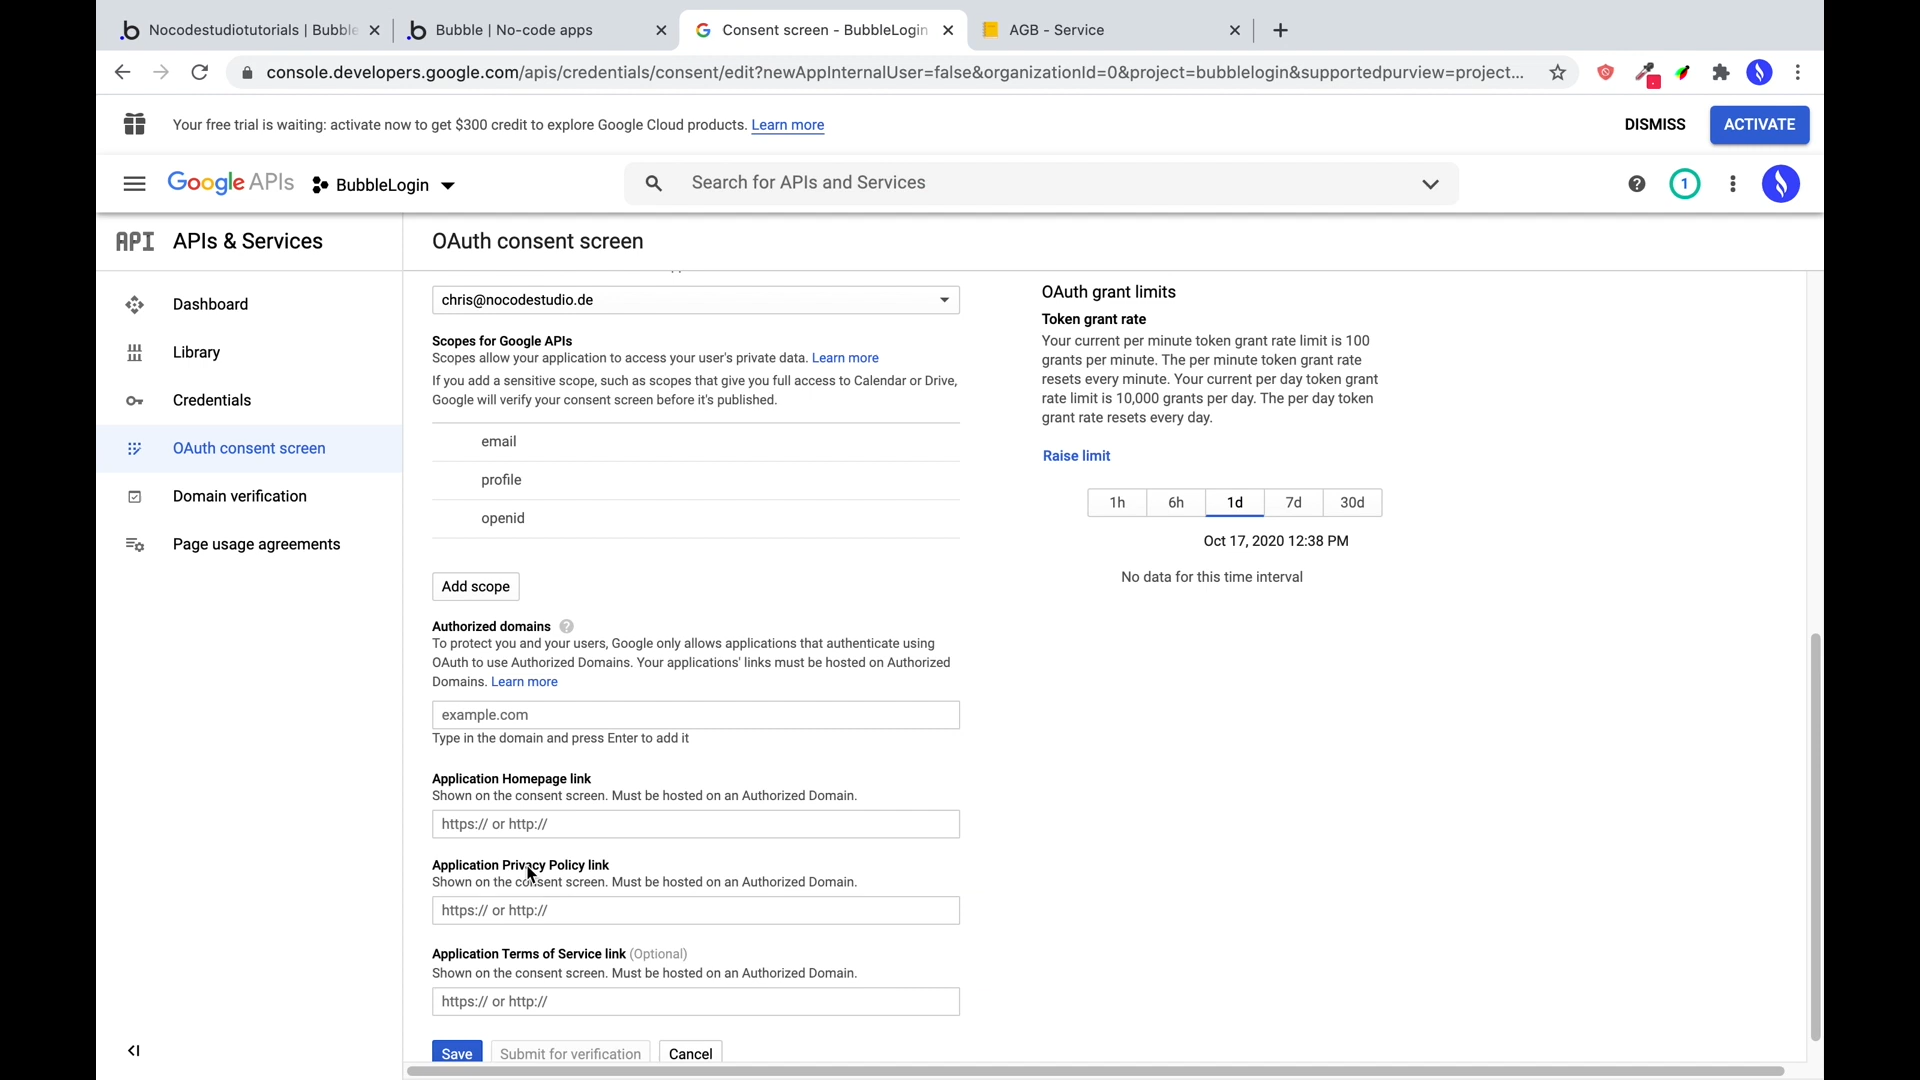 Nocodestudiotutorials | Bubble
Bubble | No-code apps
Consent screen - BubbleLogin
AGB - Service
console.developers.google.com/apis/credentials/consent/edit?newAppInternalUser=false&organizationId=0&project=bubblelogin&supportedpurview=project...
Your free trial is waiting: activate now to get $300 credit to explore Google Cloud products. Learn more
DISMISS
ACTIVATE
Google APIs
BubbleLogin
Search for APIs and Services
1
API APIs & Services
Dashboard
Library
Credentials
OAuth consent screen
Domain verification
Page usage agreements
OAuth consent screen
chris@nocodestudio.de
Scopes for Google APIs
Scopes allow your application to access your user's private data. Learn more
If you add a sensitive scope, such as scopes that give you full access to Calendar or Drive,
Google will verify your consent screen before it's published.
email
profile
openid
Add scope
Authorized domains
To protect you and your users, Google only allows applications that authenticate using
OAuth to use Authorized Domains. Your applications' links must be hosted on Authorized
Domains. Learn more
example.com
Type in the domain and press Enter to add it
Application Homepage link
Shown on the consent screen. Must be hosted on an Authorized Domain.
https:// or http://
Application Privacy Policy link
Shown on the consent screen. Must be hosted on an Authorized Domain.
https:// or http://
Application Terms of Service link (Optional)
Shown on the consent screen. Must be hosted on an Authorized Domain.
https:// or http://
Save
Submit for verification
Cancel
OAuth grant limits
Token grant rate
Your current per minute token grant rate limit is 100
grants per minute. The per minute token grant rate
resets every minute. Your current per day token grant
rate limit is 10,000 grants per day. The per day token
grant rate resets every day.
Raise limit
1h 6h 1d 7d 30d
Oct 17, 2020 12:38 PM
No data for this time interval